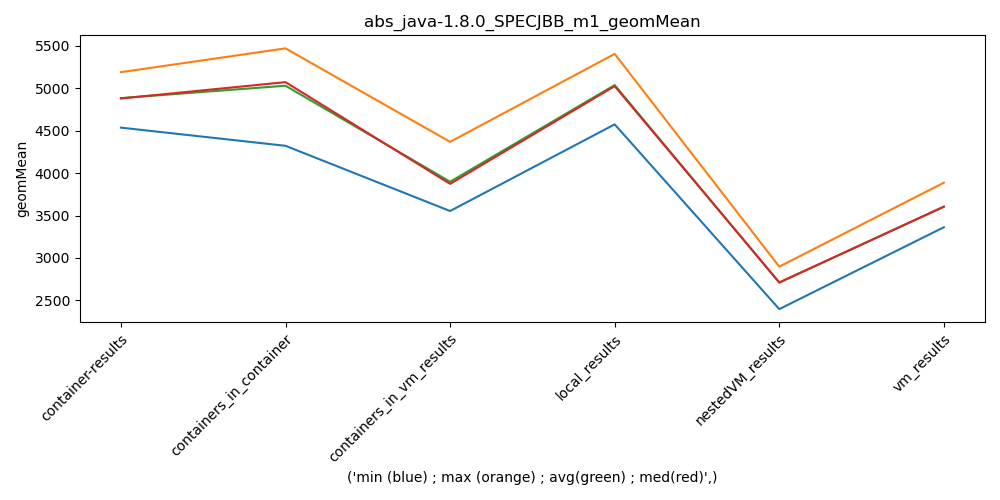 abs_java-1.8.0_SPECJBB_m1_geomMean
5500
5000
4500
4000
3500
3000
2500
geomMean
container-results
containers_in_container
containers_in_vm_results
local_results
nestedVM_results
vm_results
('min (blue) ; max (orange) ; avg(green) ; med(red)',)